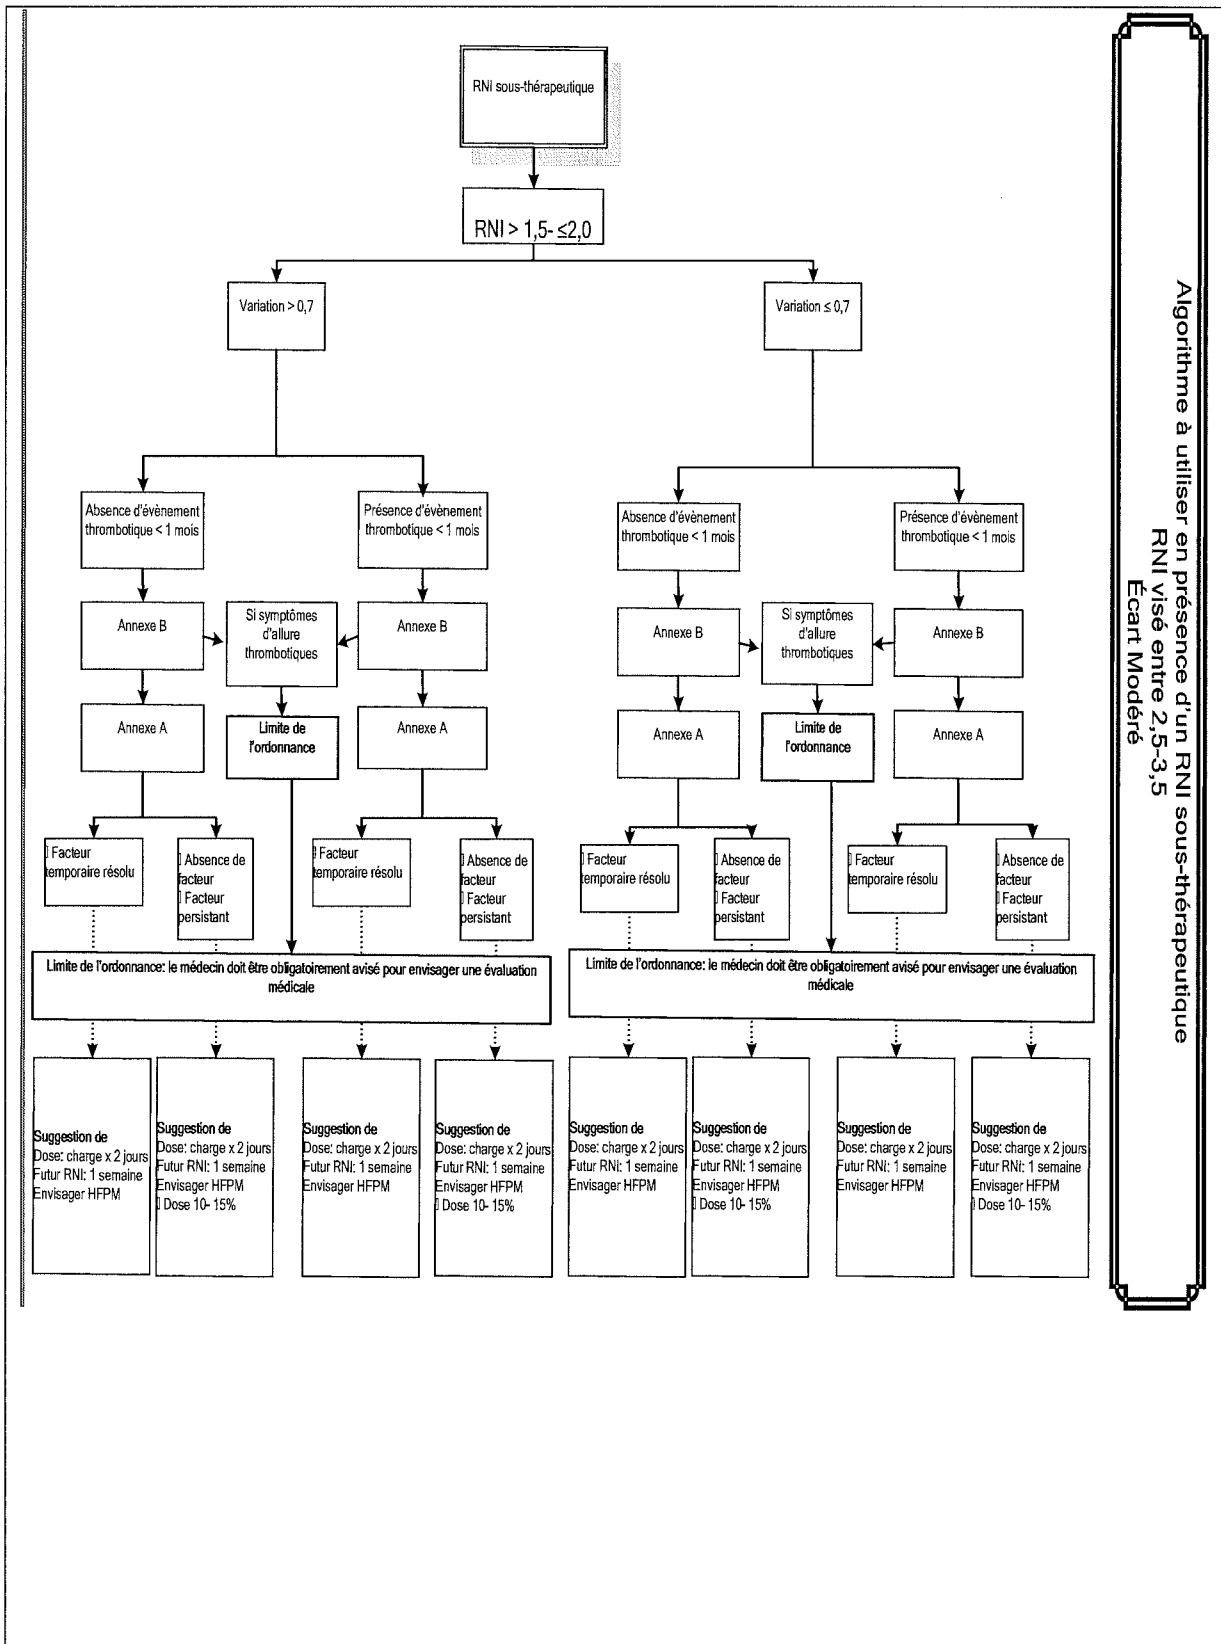 Algorithme à utiliser en présence d'un RNI sous-thérapeutique
RNI visé entre 2,5-3,5
Écart Modéré
RNI sous-thérapeutique
RNI > 1,5- ≤2,0
Variation > 0,7
Variation ≤ 0,7
Absence d'évènement
thrombotique < 1 mois
Présence d'évènement
thrombotique < 1 mois
Absence d'évènement
thrombotique < 1 mois
Présence d'évènement
thrombotique < 1 mois
Annexe B
Si symptômes
d'allure
thrombotiques
Annexe B
Annexe B
Si symptômes
d'allure
thrombotiques
Annexe B
Annexe A
Limite de
l'ordonnance
Annexe A
Annexe A
Limite de
l'ordonnance
Annexe A
▯ Facteur
temporaire résolu
▯ Absence de
facteur
▯ Facteur
persistant
▯ Facteur
temporaire résolu
▯ Absence de
facteur
▯ Facteur
persistant
▯ Facteur
temporaire résolu
▯ Absence de
facteur
▯ Facteur
persistant
▯ Facteur
temporaire résolu
▯ Absence de
facteur
▯ Facteur
persistant
Limite de l'ordonnance: le médecin doit être obligatoirement avisé pour envisager une évaluation
médicale
Limite de l'ordonnance: le médecin doit être obligatoirement avisé pour envisager une évaluation
médicale
Suggestion de
Dose: charge x 2 jours
Futur RNI: 1 semaine
Envisager HFPM
Suggestion de
Dose: charge x 2 jours
Futur RNI: 1 semaine
Envisager HFPM
▯ Dose 10- 15%
Suggestion de
Dose: charge x 2 jours
Futur RNI: 1 semaine
Envisager HFPM
Suggestion de
Dose: charge x 2 jours
Futur RNI: 1 semaine
Envisager HFPM
▯ Dose 10- 15%
Suggestion de
Dose: charge x 2 jours
Futur RNI: 1 semaine
Envisager HFPM
Suggestion de
Dose: charge x 2 jours
Futur RNI: 1 semaine
Envisager HFPM
▯ Dose 10- 15%
Suggestion de
Dose: charge x 2 jours
Futur RNI: 1 semaine
Envisager HFPM
Suggestion de
Dose: charge x 2 jours
Futur RNI: 1 semaine
Envisager HFPM
▯ Dose 10- 15%